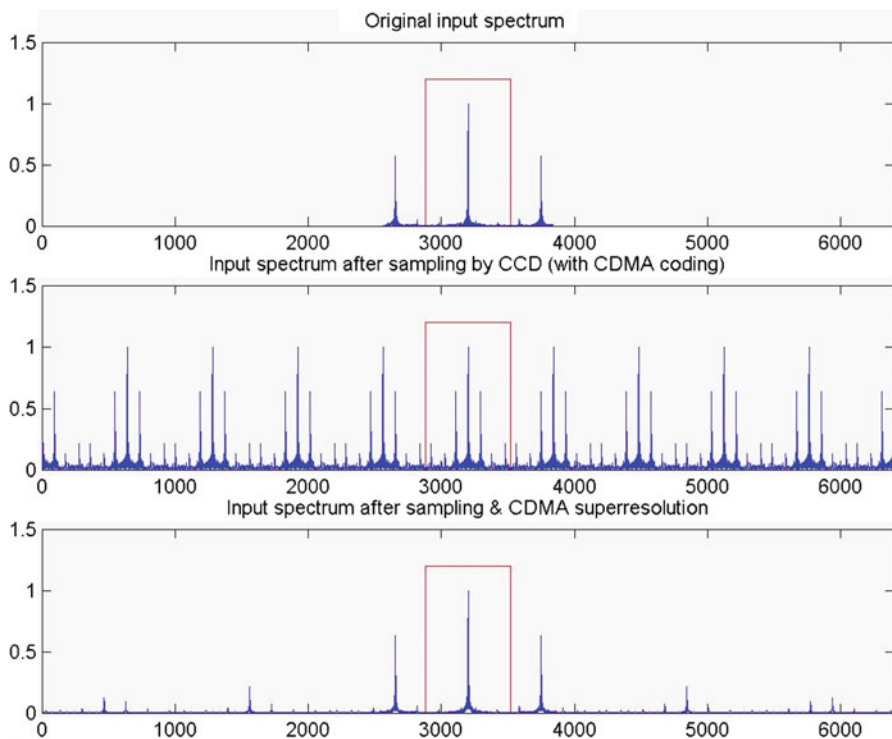 Original input spectrum
1.5
1
0.5
0
0 1000 2000 3000 4000 5000 6000
Input spectrum after sampling by CCD (with CDMA coding)
1.5
1
0.5
0
0 1000 2000 3000 4000 5000 6000
Input spectrum after sampling & CDMA superresolution
1.5
1
0.5
0
0 1000 2000 3000 4000 5000 6000